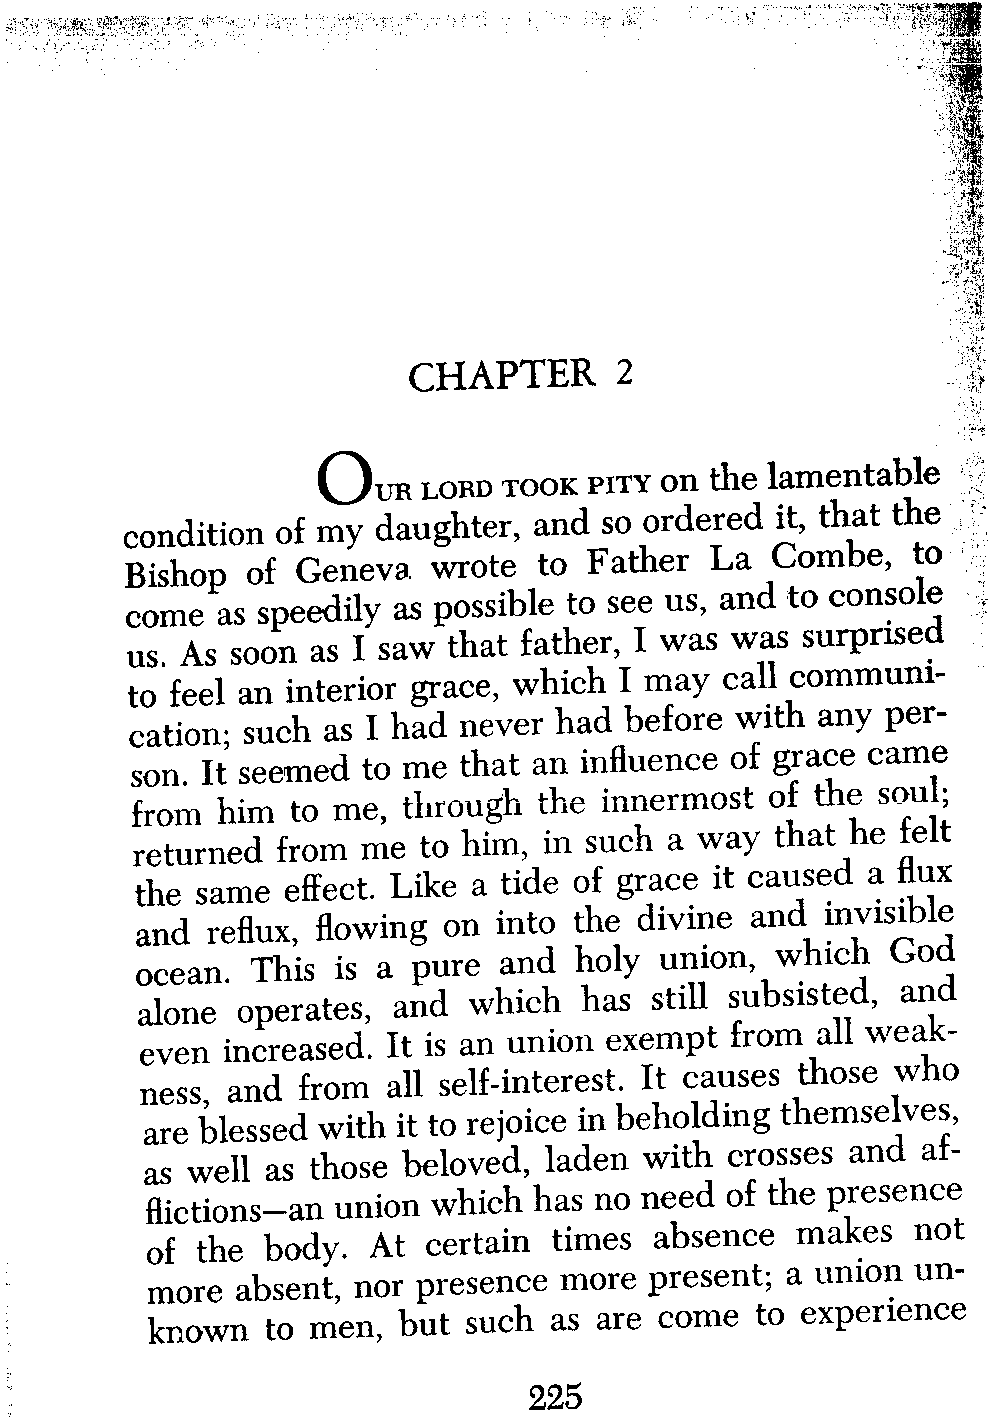 CHAPTER 2
OUR LORD TOOK PITY on the lamentable
condition of my daughter, and so ordered it, that the
Bishop of Geneva wrote to Father La Combe, to
come as speedily as possible to see us, and to console
us. As soon as I saw that father, I was was surprised
to feel an interior grace, which I may call communi-
cation; such as I had never had before with any per-
son. It seemed to me that an influence of grace came
from him to me, through the innermost of the soul;
returned from me to him, in such a way that he felt
the same effect. Like a tide of grace it caused a flux
and reflux, flowing on into the divine and invisible
ocean. This is a pure and holy union, which God
alone operates, and which has still subsisted, and
even increased. It is an union exempt from all weak-
ness, and from all self-interest. It causes those who
are blessed with it to rejoice in beholding themselves,
as well as those beloved, laden with crosses and af-
flictions—an union which has no need of the presence
of the body. At certain times absence makes not
more absent, nor presence more present; a union un-
known to men, but such as are come to experience
225